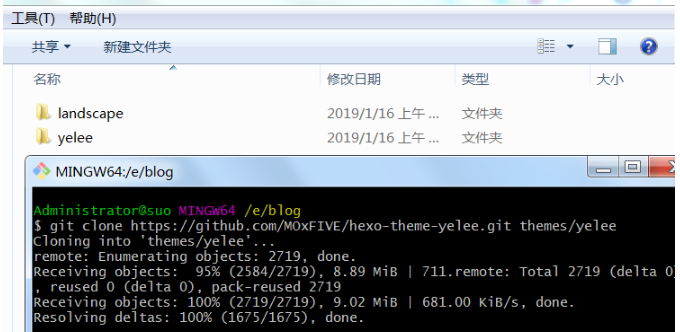 工具(T) 帮助(H)
共享 新建文件夹
名称 修改日期 类型 大小
landscape 2019/1/16 上午 ... 文件夹
yelee 2019/1/16 上午 ... 文件夹
MINGW64:/e/blog
Administrator@suo MINGW64 /e/blog
$ git clone https://github.com/MOxFIVE/hexo-theme-yelee.git themes/yelee
Cloning into 'themes/yelee'...
remote: Enumerating objects: 2719, done.
Receiving objects:  95% (2584/2719), 8.89 MiB | 711.remote: Total 2719 (delta 0)
, reused 0 (delta 0), pack-reused 2719
Receiving objects: 100% (2719/2719), 9.02 MiB | 681.00 KiB/s, done.
Resolving deltas: 100% (1675/1675), done.